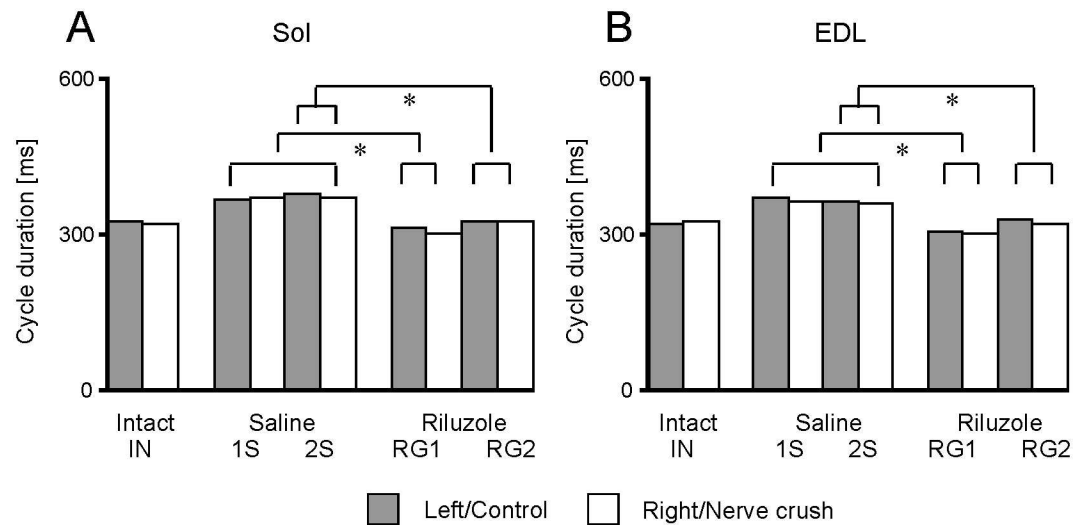 A
Sol
600
300
0
Cycle duration [ms]
*
*
Intact
IN
Saline
1S 2S
Riluzole
RG1 RG2
B
EDL
600
300
0
Cycle duration [ms]
*
*
Intact
IN
Saline
1S 2S
Riluzole
RG1 RG2
Left/Control
Right/Nerve crush